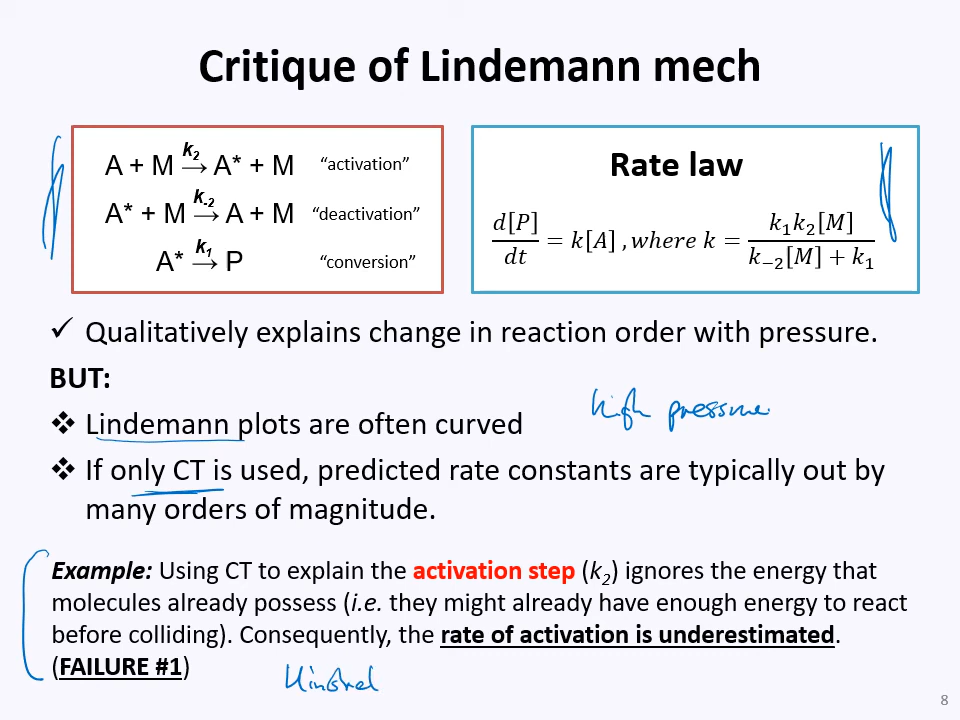 Critique of Lindemann mech
A + M k₂→ A* + M "activation"
A* + M k₋₂→ A + M "deactivation"
A* k₁→ P "conversion"
Rate law
d[P]/dt = k[A] , where k = k₁k₂[M]/(k₋₂[M] + k₁)
✓ Qualitatively explains change in reaction order with pressure.
BUT:
❖ Lindemann plots are often curved
high pressure
❖ If only CT is used, predicted rate constants are typically out by
many orders of magnitude.
Example: Using CT to explain the activation step (k₂) ignores the energy that
molecules already possess (i.e. they might already have enough energy to react
before colliding). Consequently, the rate of activation is underestimated.
(FAILURE #1)
8